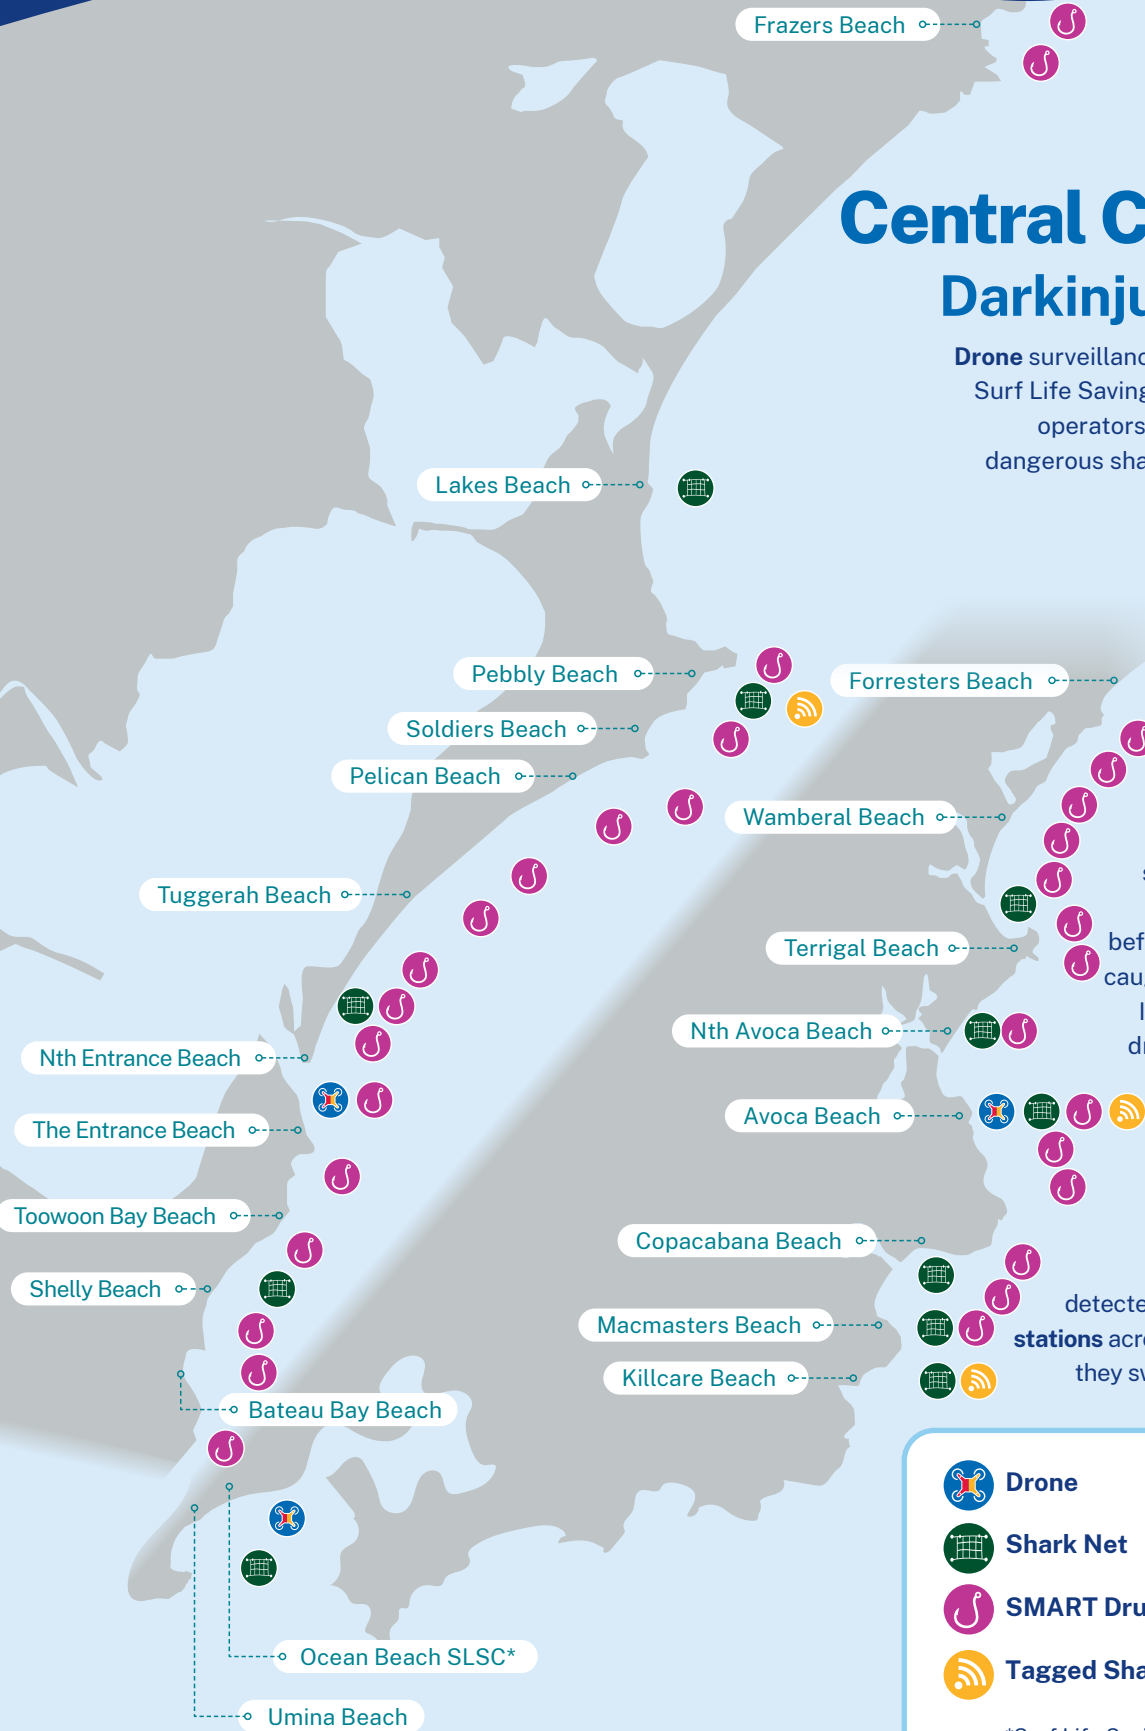 Frazers Beach
Central C
Darkinju
Drone surveillanc
Surf Life Saving
operators
dangerous sha
Lakes Beach
Pebbly Beach
Forresters Beach
Soldiers Beach
Pelican Beach
Wamberal Beach
Tuggerah Beach
Terrigal Beach
bef
cau
Nth Avoca Beach
dr
Nth Entrance Beach
Avoca Beach
The Entrance Beach
Toowoon Bay Beach
Copacabana Beach
Shelly Beach
detecte
Macmasters Beach
stations acr
Killcare Beach
they sw
Bateau Bay Beach
Drone
Shark Net
SMART Dru
Tagged Sha
Ocean Beach SLSC*
Umina Beach